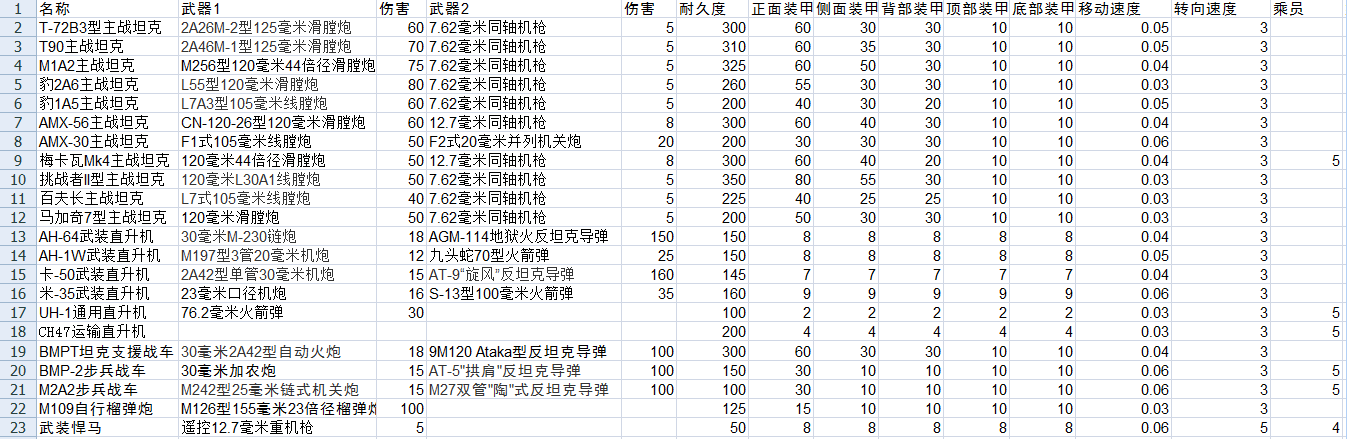 1 名称 武器1 伤害 武器2 伤害 耐久度 正面装甲 侧面装甲 背部装甲 顶部装甲 底部装甲 移动速度 转向速度 乘员
2 T-72B3型主战坦克 2A26M-2型125毫米滑膛炮 60 7.62毫米同轴机枪 5 300 60 30 30 10 10 0.05 3
3 T90主战坦克 2A46M-1型125毫米滑膛炮 70 7.62毫米同轴机枪 5 310 60 35 30 10 10 0.05 3
4 M1A2主战坦克 M256型120毫米44倍径滑膛炮 75 7.62毫米同轴机枪 5 325 60 50 30 10 10 0.04 3
5 豹2A6主战坦克 L55型120毫米滑膛炮 80 7.62毫米同轴机枪 5 260 55 30 30 10 10 0.04 3
6 豹1A5主战坦克 L7A3型105毫米线膛炮 60 7.62毫米同轴机枪 5 200 40 30 20 10 10 0.05 3
7 AMX-56主战坦克 CN-120-26型120毫米滑膛炮 60 12.7毫米同轴机枪 8 300 60 40 30 10 10 0.04 3
8 AMX-30主战坦克 F1式105毫米线膛炮 50 F2式20毫米并列机关炮 20 200 30 30 30 10 10 0.06 3
9 梅卡瓦Mk4主战坦克 120毫米44倍径滑膛炮 50 12.7毫米同轴机枪 8 300 60 40 20 10 10 0.04 3 5
10 挑战者II型主战坦克 120毫米L30A1线膛炮 50 7.62毫米同轴机枪 5 350 80 55 30 10 10 0.03 3
11 百夫长主战坦克 L7式105毫米线膛炮 40 7.62毫米同轴机枪 5 225 40 25 25 10 10 0.03 3
12 马加奇7型主战坦克 120毫米滑膛炮 50 7.62毫米同轴机枪 5 200 50 30 30 10 10 0.03 3
13 AH-64武装直升机 30毫米M-230链炮 18 AGM-114地狱火反坦克导弹 150 150 8 8 8 8 8 0.04 3
14 AH-1W武装直升机 M197型3管20毫米机炮 12 九头蛇70型火箭弹 25 150 8 8 8 8 8 0.05 3
15 卡-50武装直升机 2A42型单管30毫米机炮 15 AT-9“旋风”反坦克导弹 160 145 7 7 7 7 7 0.04 3
16 米-35武装直升机 23毫米口径机炮 16 S-13型100毫米火箭弹 35 160 9 9 9 9 9 0.06 3
17 UH-1通用直升机 76.2毫米火箭弹 30 100 2 2 2 2 2 0.03 3 5
18 CH47运输直升机 200 4 4 4 4 4 0.03 3 5
19 BMPT坦克支援战车 30毫米2A42型自动火炮 18 9M120 Ataka型反坦克导弹 100 300 60 30 30 10 10 0.04 3
20 BMP-2步兵战车 30毫米加农炮 15 AT-5"拱肩"反坦克导弹 100 150 30 10 10 10 10 0.06 3 5
21 M2A2步兵战车 M242型25毫米链式机关炮 15 M27双管"陶"式反坦克导弹 100 100 30 10 10 10 10 0.06 3 5
22 M109自行榴弹炮 M126型155毫米23倍径榴弹炮 100 125 15 10 10 10 10 0.03 3
23 武装悍马 遥控12.7毫米重机枪 5 50 8 8 8 8 8 0.06 5 4